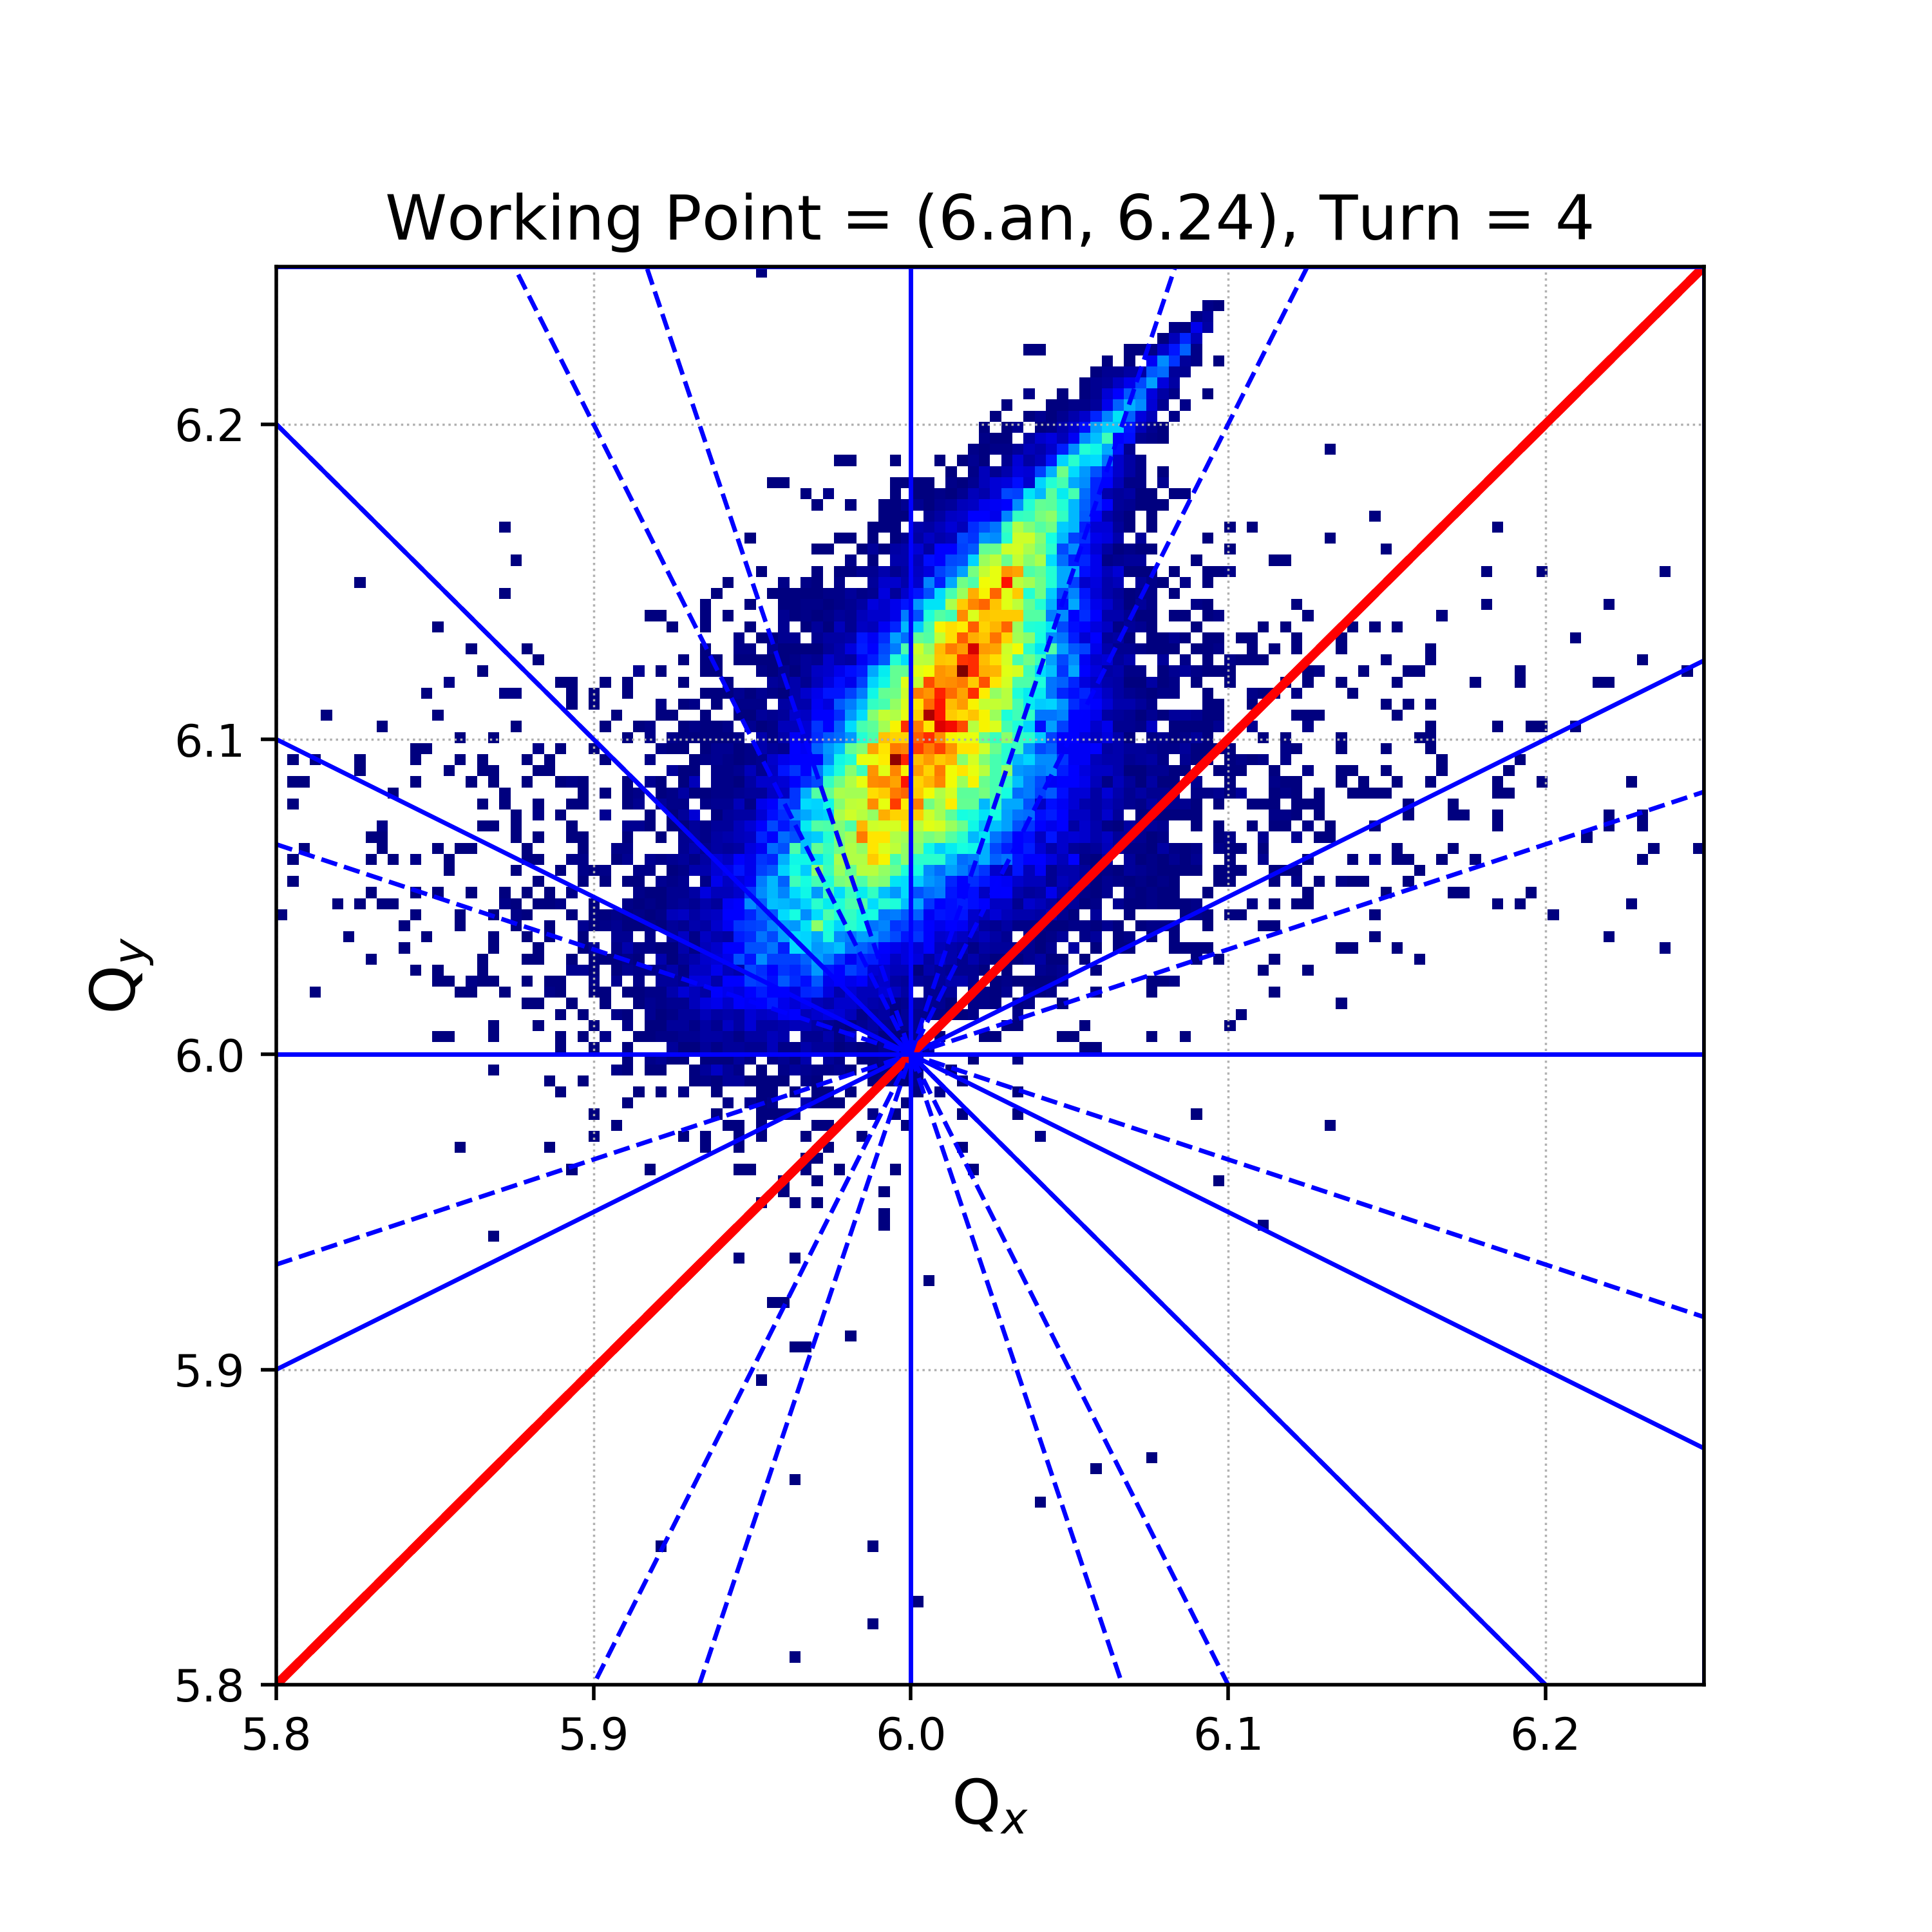 Working Point = (6.an, 6.24), Turn = 4
6.2
6.1
6.0
5.9
5.8
Qy
5.8 5.9 6.0 6.1 6.2
Qx